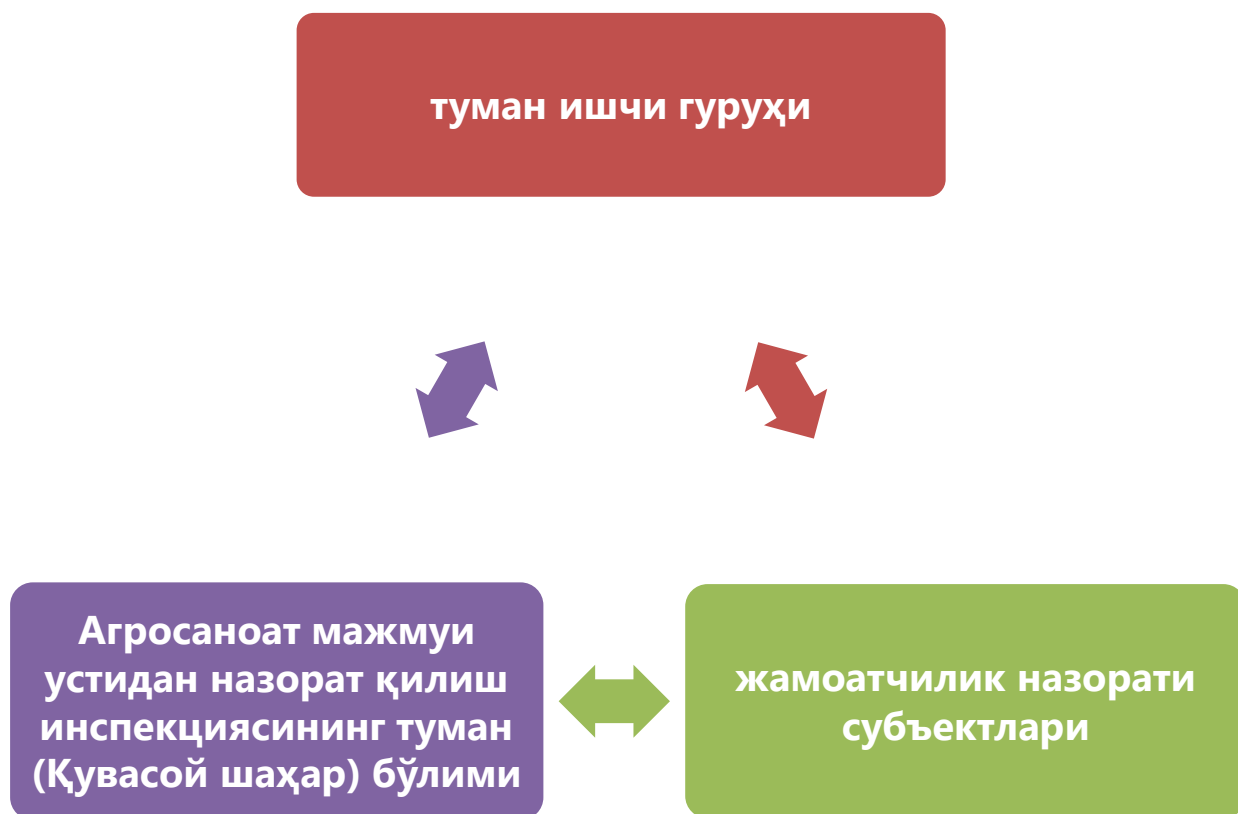 туман ишчи гуруҳи
Агросаноат мажмуи
устидан назорат қилиш
инспекциясининг туман
(Қувасой шаҳар) бўлими
жамоатчилик назорати
субъектлари